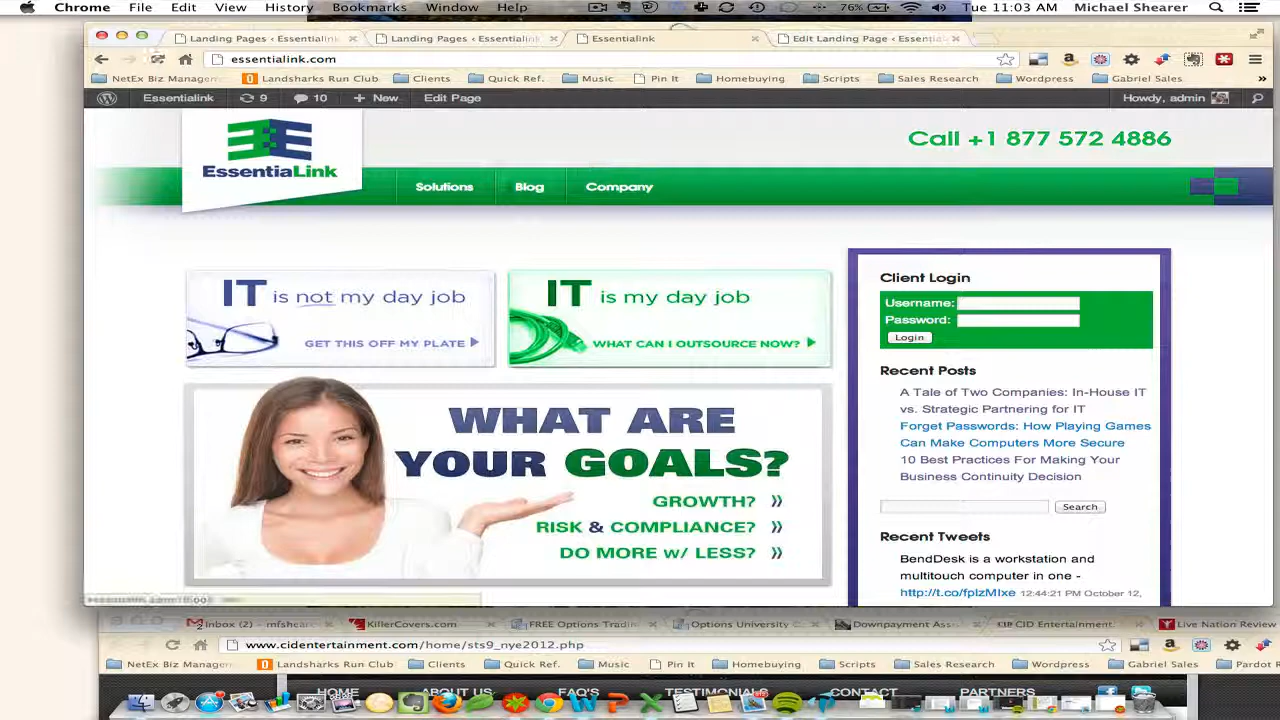 Chrome File Edit View History Bookmarks Window Help 76% Tue 11:03 AM Michael Shearer
Landing Pages ‹ Essentialink Landing Pages ‹ Essentialink Essentialink Edit Landing Page ‹ Essential
essentialink.com
NetEx Biz Manage Landsharks Run Club Clients Quick Ref. Music Pin It Homebuying Scripts Sales Research Wordpress Gabriel Sales »
Essentialink 9 10 + New Edit Page Howdy, admin
Call +1 877 572 4886
EssentiaLink
Solutions Blog Company
IT is not my day job
GET THIS OFF MY PLATE
IT is my day job
WHAT CAN I OUTSOURCE NOW?
WHAT ARE
YOUR GOALS?
GROWTH? »
RISK & COMPLIANCE? »
DO MORE w/ LESS? »
Client Login
Username:
Password:
Login
Recent Posts
A Tale of Two Companies: In-House IT
vs. Strategic Partnering for IT
Forget Passwords: How Playing Games
Can Make Computers More Secure
10 Best Practices For Making Your
Business Continuity Decision
Search
Recent Tweets
BendDesk is a workstation and
multitouch computer in one -
http://t.co/fplzMIxe 12:44:21 PM October 12,
Inbox (2) – mfsheare KillerCovers.com FREE Options Tradin Options University C Downpayment Assi CID Entertainment Live Nation Review
www.cidentertainment.com/home/sts9_nye2012.php
NetEx Biz Manage Landsharks Run Club Clients Quick Ref. Music Pin It Homebuying Scripts Sales Research Wordpress Gabriel Sales Pardot
HOME ABOUT US FAQ'S TESTIMONIALS CONTACT PARTNERS